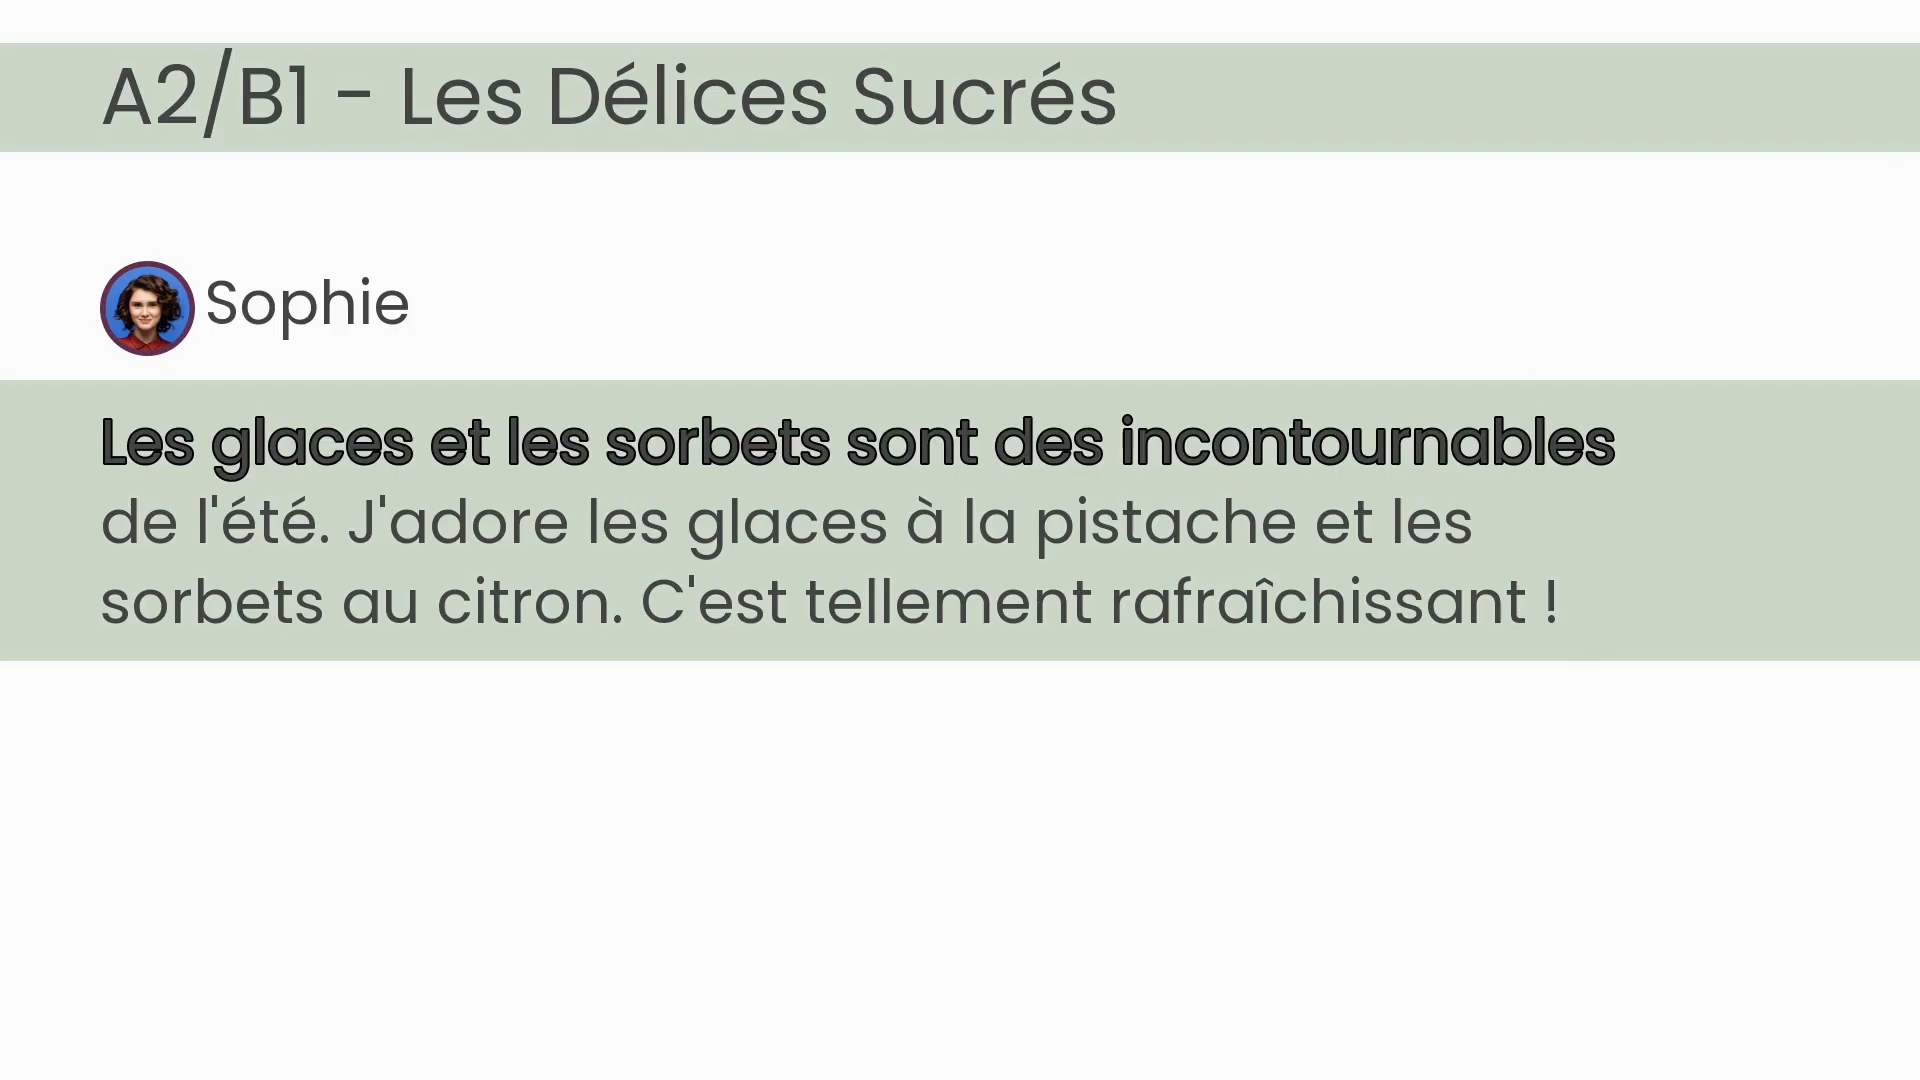 A2/B1 - Les Délices Sucrés
Sophie
Les glaces et les sorbets sont des incontournables
de l'été. J'adore les glaces à la pistache et les
sorbets au citron. C'est tellement rafraîchissant !